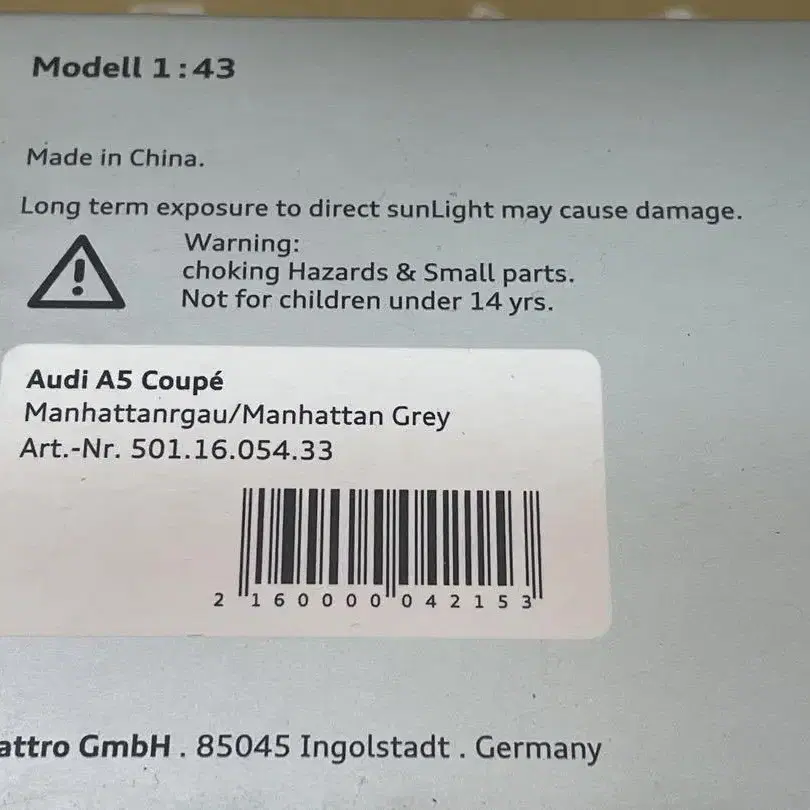 Modell 1:43
Made in China.
Long term exposure to direct sunLight may cause damage.
Warning:
choking Hazards & Small parts.
Not for children under 14 yrs.
Audi A5 Coupé
Manhattanrgau/Manhattan Grey
Art.-Nr. 501.16.054.33
2 160000 042153
attro GmbH . 85045 Ingolstadt . Germany